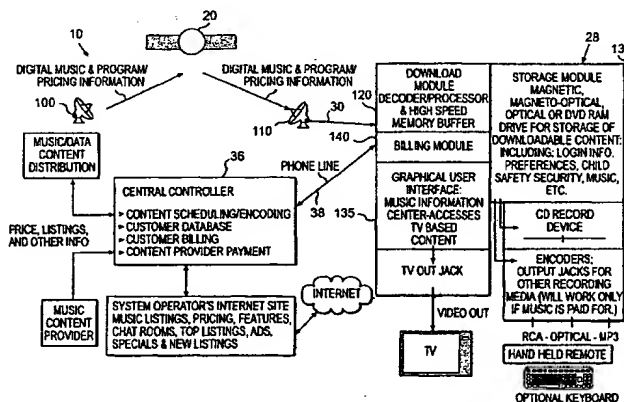 10
20
DIGITAL MUSIC & PROGRAM/
PRICING INFORMATION
DIGITAL MUSIC & PROGRAM/
PRICING INFORMATION
100
110
30
MUSIC/DATA
CONTENT
DISTRIBUTION
36
PHONE LINE
38
CENTRAL CONTROLLER
CONTENT SCHEDULING/ENCODING
CUSTOMER DATABASE
CUSTOMER BILLING
CONTENT PROVIDER PAYMENT
PRICE, LISTINGS,
AND OTHER INFO
MUSIC CONTENT
PROVIDER
SYSTEM OPERATOR'S INTERNET SITE
MUSIC LISTINGS, PRICING, FEATURES,
CHAT ROOMS, TOP LISTINGS, ADS,
SPECIALS & NEW LISTINGS
INTERNET
120
140
135
DOWNLOAD
MODULE
DECODER/PROCESSOR
& HIGH SPEED
MEMORY BUFFER
BILLING MODULE
GRAPHICAL USER
INTERFACE:
MUSIC INFORMATION
CENTER-ACCESSES
TV BASED
CONTENT
TV OUT JACK
VIDEO OUT
TV
28
STORAGE MODULE
MAGNETIC,
MAGNETO-OPTICAL,
OPTICAL OR DVD RAM
DRIVE FOR STORAGE OF
DOWNLOADABLE CONTENT:
INCLUDING: LOGIN INFO.
PREFERENCES, CHILD
SAFETY SECURITY, MUSIC,
ETC.
CD RECORD
DEVICE
ENCODERS;
OUTPUT JACKS FOR
OTHER RECORDING
MEDIA (WILL WORK ONLY
IF MUSIC IS PAID FOR.)
RCA - OPTICAL - MP3
HAND HELD REMOTE
OPTIONAL KEYBOARD